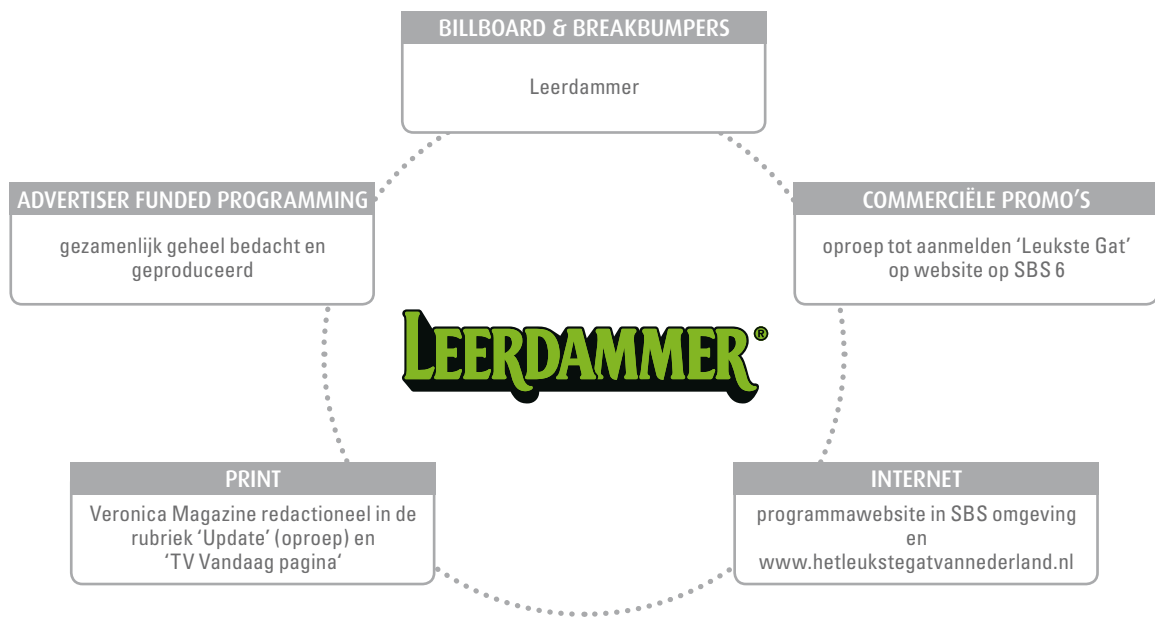 BILLBOARD & BREAKBUMPERS
Leerdammer
ADVERTISER FUNDED PROGRAMMING
gezamenlijk geheel bedacht en
geproduceerd
COMMERCIËLE PROMO'S
oproep tot aanmelden ‘Leukste Gat’
op website op SBS 6
LEERDAMMER®
PRINT
Veronica Magazine redactioneel in de
rubriek ‘Update’ (oproep) en
‘TV Vandaag pagina‘
INTERNET
programmawebsite in SBS omgeving
en
www.hetleukstegatvannederland.nl